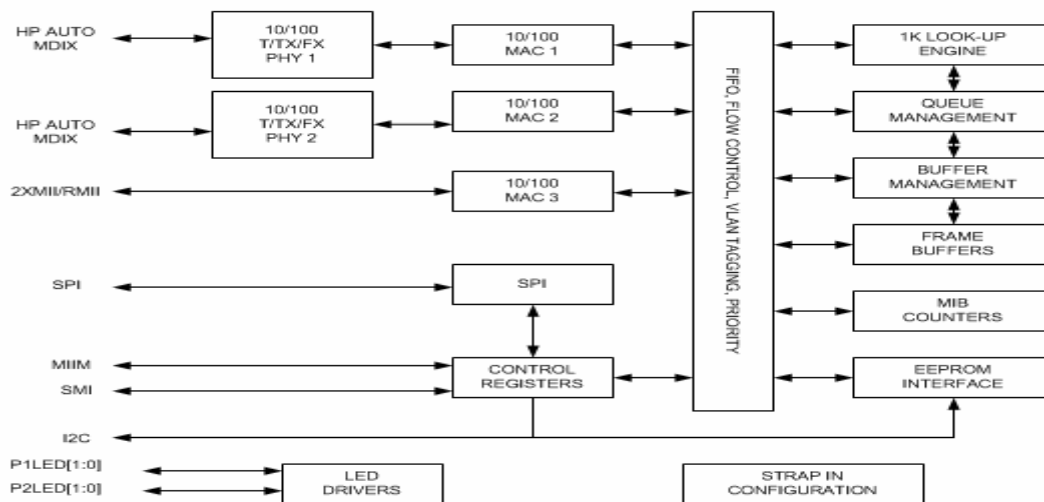 HP AUTO
MDIX
10/100
T/TX/FX
PHY 1
10/100
MAC 1
1K LOOK-UP
ENGINE
HP AUTO
MDIX
10/100
T/TX/FX
PHY 2
10/100
MAC 2
QUEUE
MANAGEMENT
2XMII/RMII
10/100
MAC 3
BUFFER
MANAGEMENT
FIFO, FLOW CONTROL, VLAN TAGGING, PRIORITY
FRAME
BUFFERS
SPI
SPI
MIB
COUNTERS
MIIM
SMI
CONTROL
REGISTERS
EEPROM
INTERFACE
I2C
P1LED[1:0]
P2LED[1:0]
LED
DRIVERS
STRAP IN
CONFIGURATION